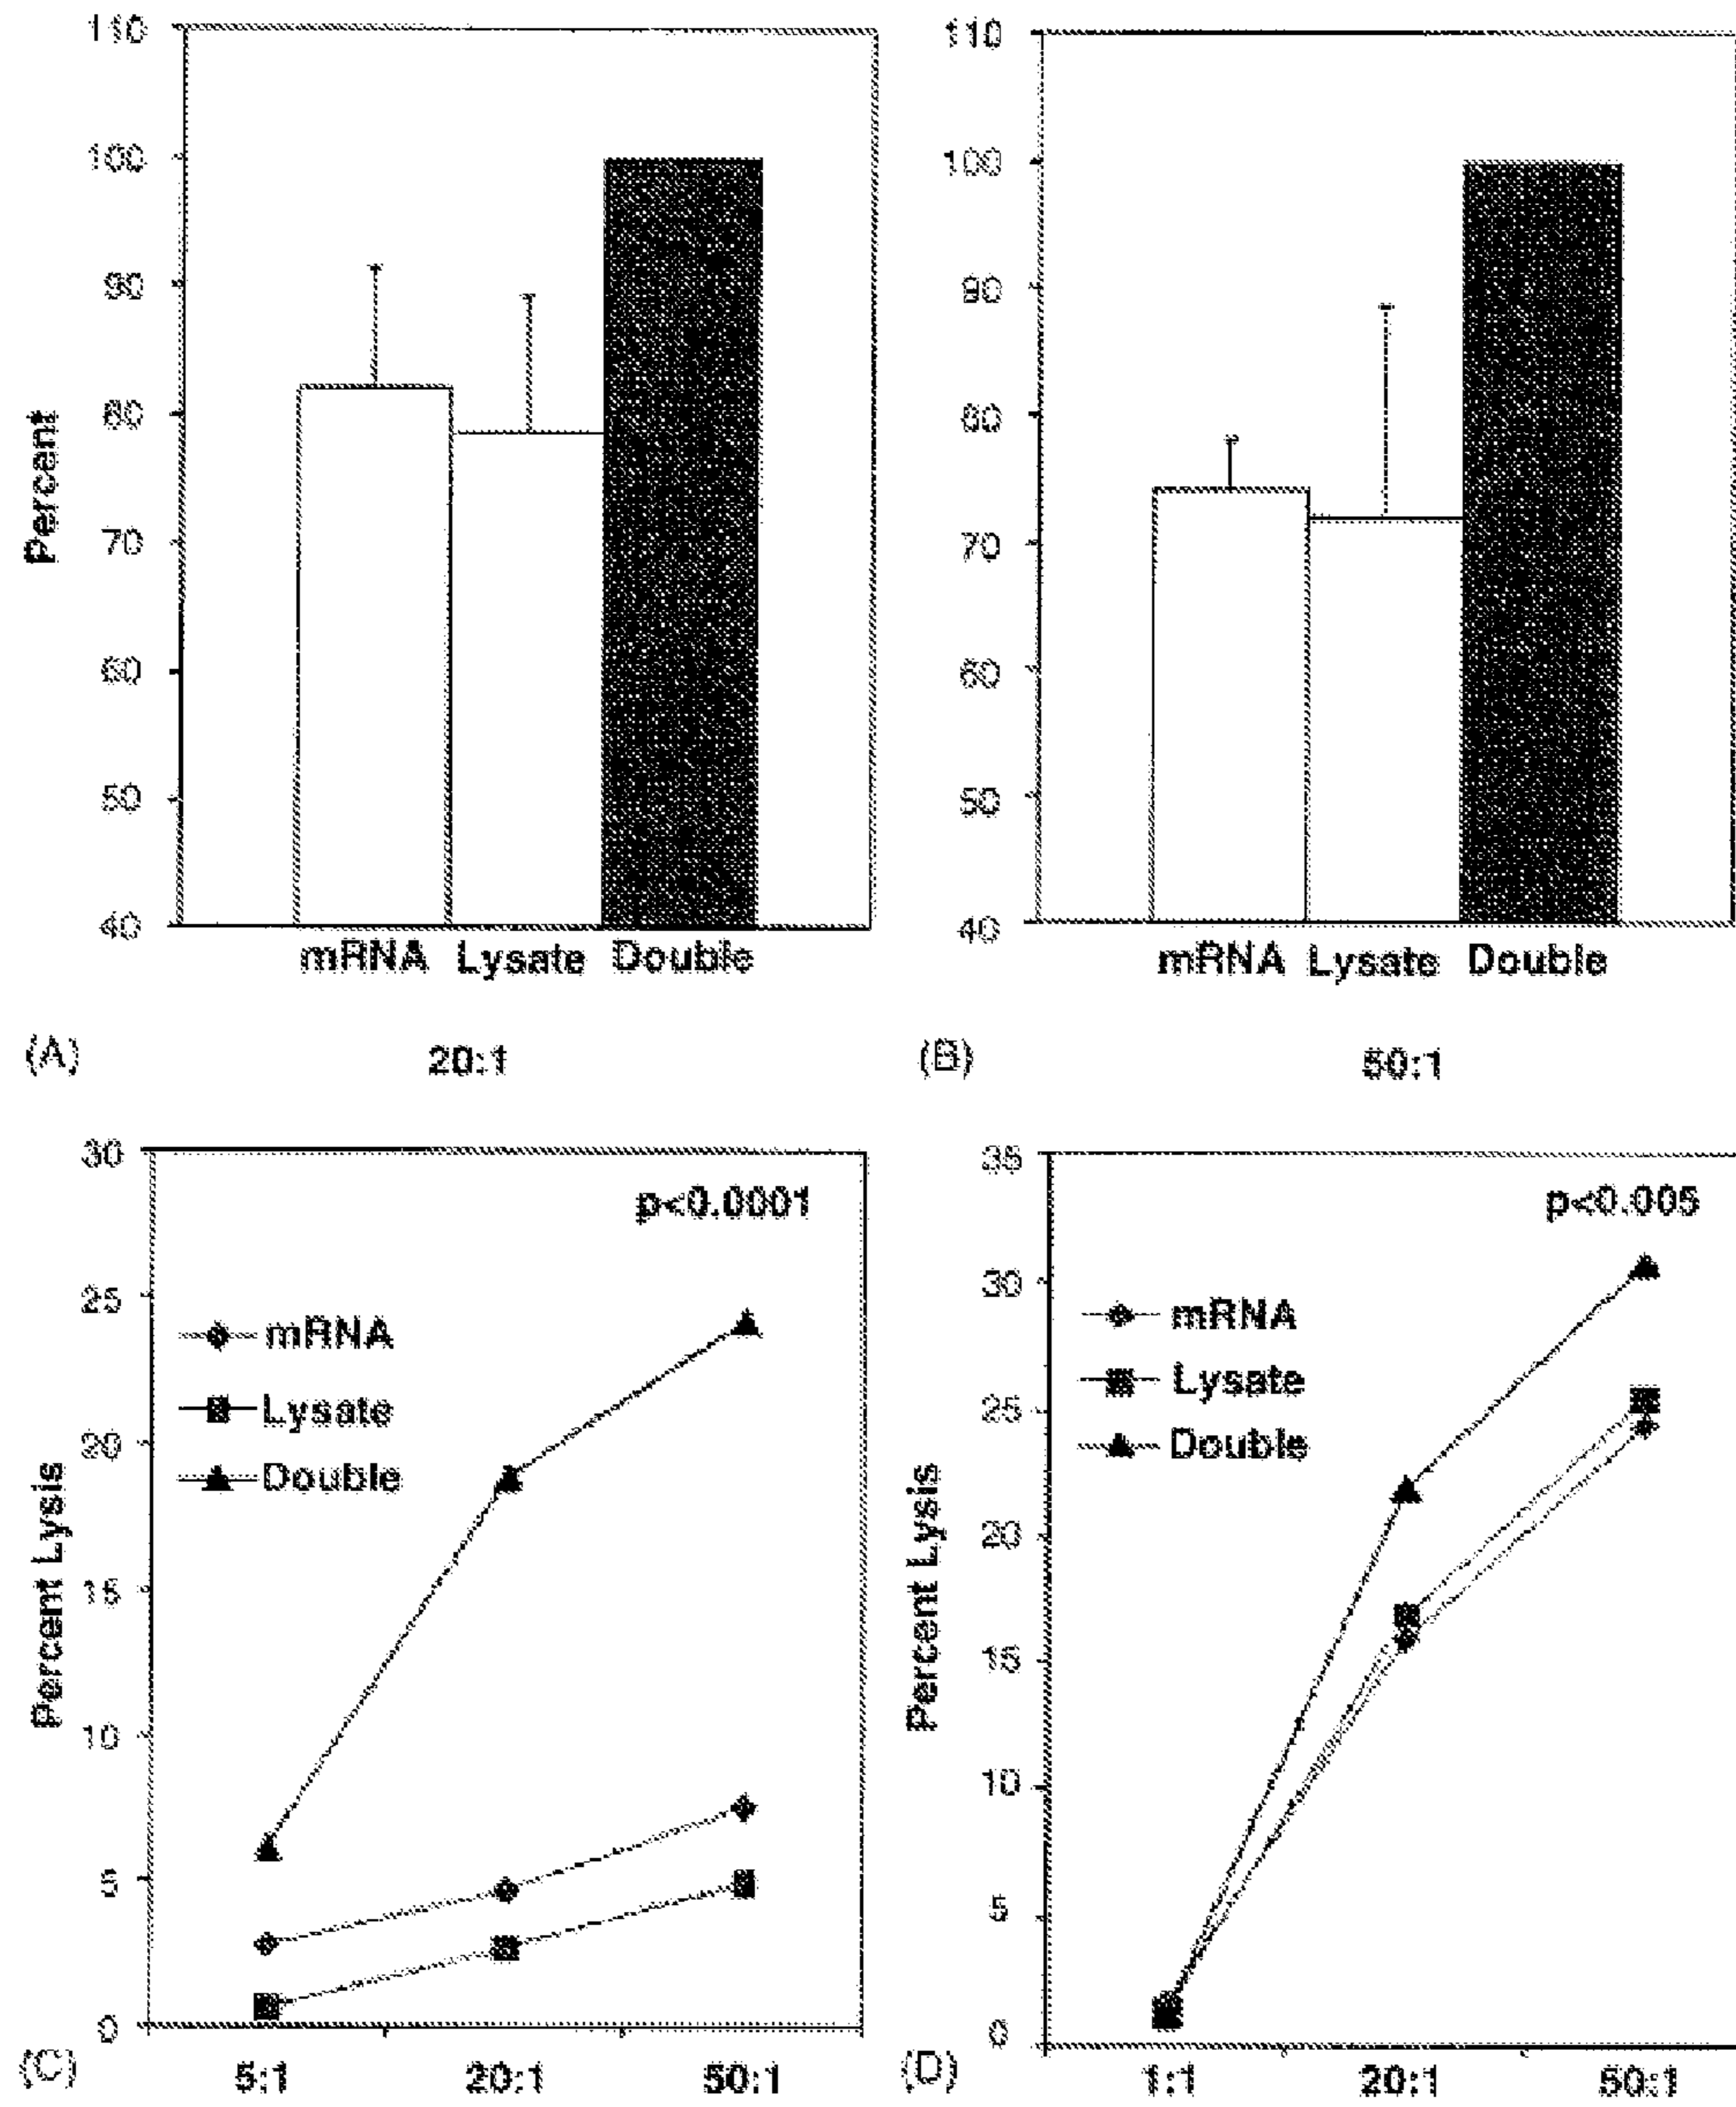 110
100
90
80
70
60
50
40
Percent
mRNA Lysate Double
(A) 20:1
110
100
90
80
70
60
50
40
mRNA Lysate Double
(B) 50:1
30
25
20
15
10
5
0
Percent Lysis
p<0.0001
mRNA
Lysate
Double
(C) 5:1 20:1 50:1
35
30
25
20
15
10
5
0
Percent Lysis
p<0.005
mRNA
Lysate
Double
(D) 1:1 20:1 50:1